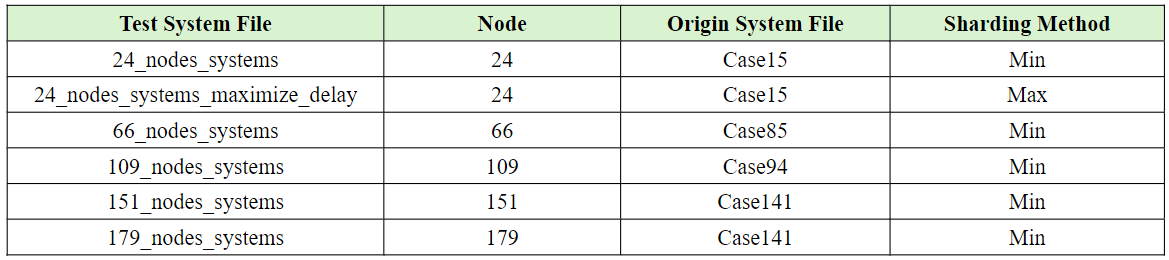 Test System File Node Origin System File Sharding Method
24_nodes_systems 24 Case15 Min
24_nodes_systems_maximize_delay 24 Case15 Max
66_nodes_systems 66 Case85 Min
109_nodes_systems 109 Case94 Min
151_nodes_systems 151 Case141 Min
179_nodes_systems 179 Case141 Min